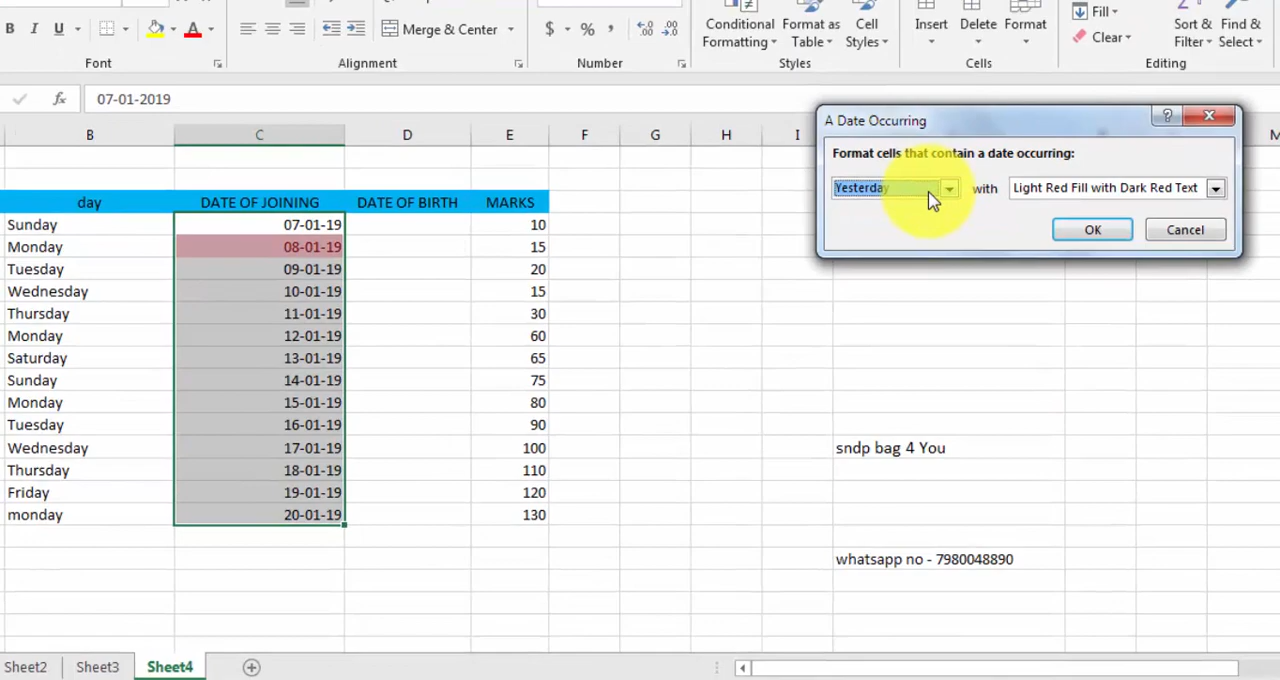 B I U
Merge & Center
$ % ,
Conditional Formatting
Format as Table
Cell Styles
Insert Delete Format
Fill
Clear
Sort & Filter
Find & Select
Font Alignment Number Styles Cells Editing
fx 07-01-2019
B C D E F G H I
A Date Occurring
Format cells that contain a date occurring:
Yesterday with Light Red Fill with Dark Red Text
OK Cancel
day DATE OF JOINING DATE OF BIRTH MARKS
Sunday 07-01-19 10
Monday 08-01-19 15
Tuesday 09-01-19 20
Wednesday 10-01-19 15
Thursday 11-01-19 30
Monday 12-01-19 60
Saturday 13-01-19 65
Sunday 14-01-19 75
Monday 15-01-19 80
Tuesday 16-01-19 90
Wednesday 17-01-19 100
sndp bag 4 You
Thursday 18-01-19 110
Friday 19-01-19 120
monday 20-01-19 130
whatsapp no - 7980048890
Sheet2 Sheet3 Sheet4